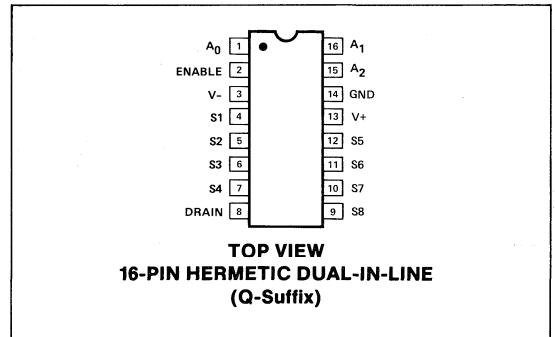 A0 1 16 A1
ENABLE 2 15 A2
V- 3 14 GND
S1 4 13 V+
S2 5 12 S5
S3 6 11 S6
S4 7 10 S7
DRAIN 8 9 S8
TOP VIEW
16-PIN HERMETIC DUAL-IN-LINE
(Q-Suffix)